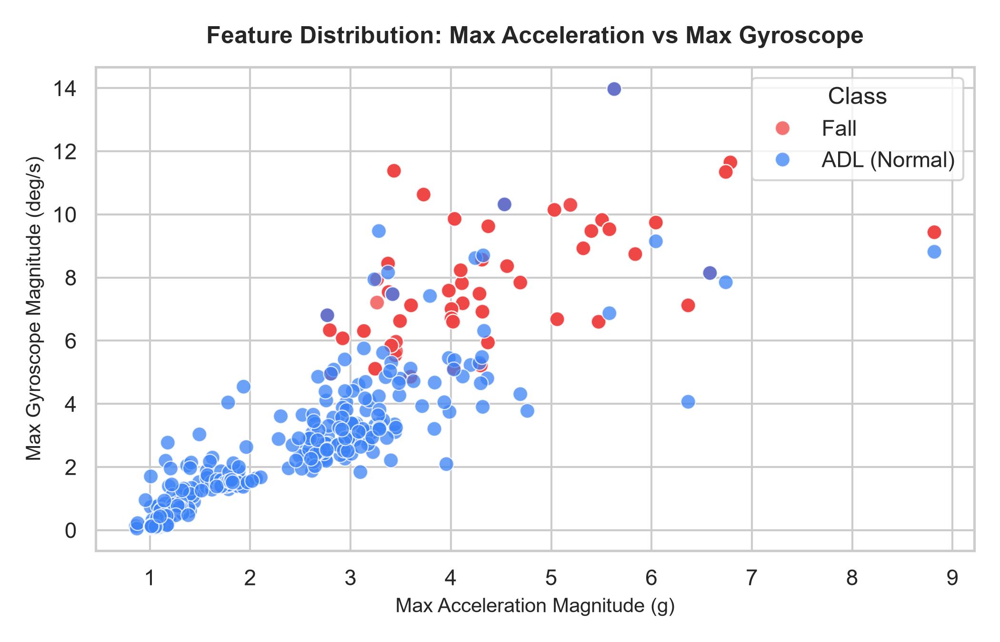 Feature Distribution: Max Acceleration vs Max Gyroscope
Max Gyroscope Magnitude (deg/s)
14
12
10
8
6
4
2
0
Class
Fall
ADL (Normal)
1 2 3 4 5 6 7 8 9
Max Acceleration Magnitude (g)